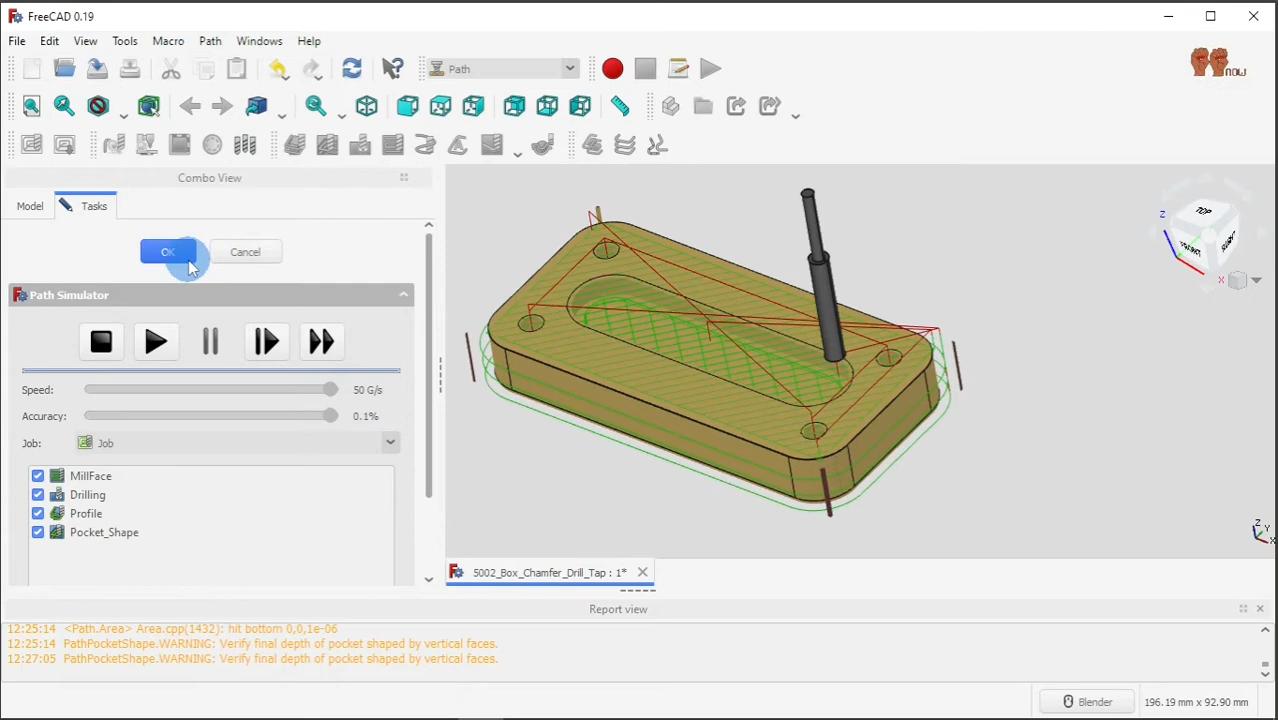 FreeCAD 0.19
File Edit View Tools Macro Path Windows Help
Path
NOW
Combo View
Model Tasks
OK Cancel
Path Simulator
Speed: 50 G/s
Accuracy: 0.1%
Job: Job
MillFace
Drilling
Profile
Pocket_Shape
TOP
Z
X
Z
Y
X
5002_Box_Chamfer_Drill_Tap : 1*
Report view
12:25:14 <Path.Area> Area.cpp(1432): hit bottom 0,0,1e-06
12:25:14 PathPocketShape.WARNING: Verify final depth of pocket shaped by vertical faces.
12:27:05 PathPocketShape.WARNING: Verify final depth of pocket shaped by vertical faces.
Blender 196.19 mm x 92.90 mm